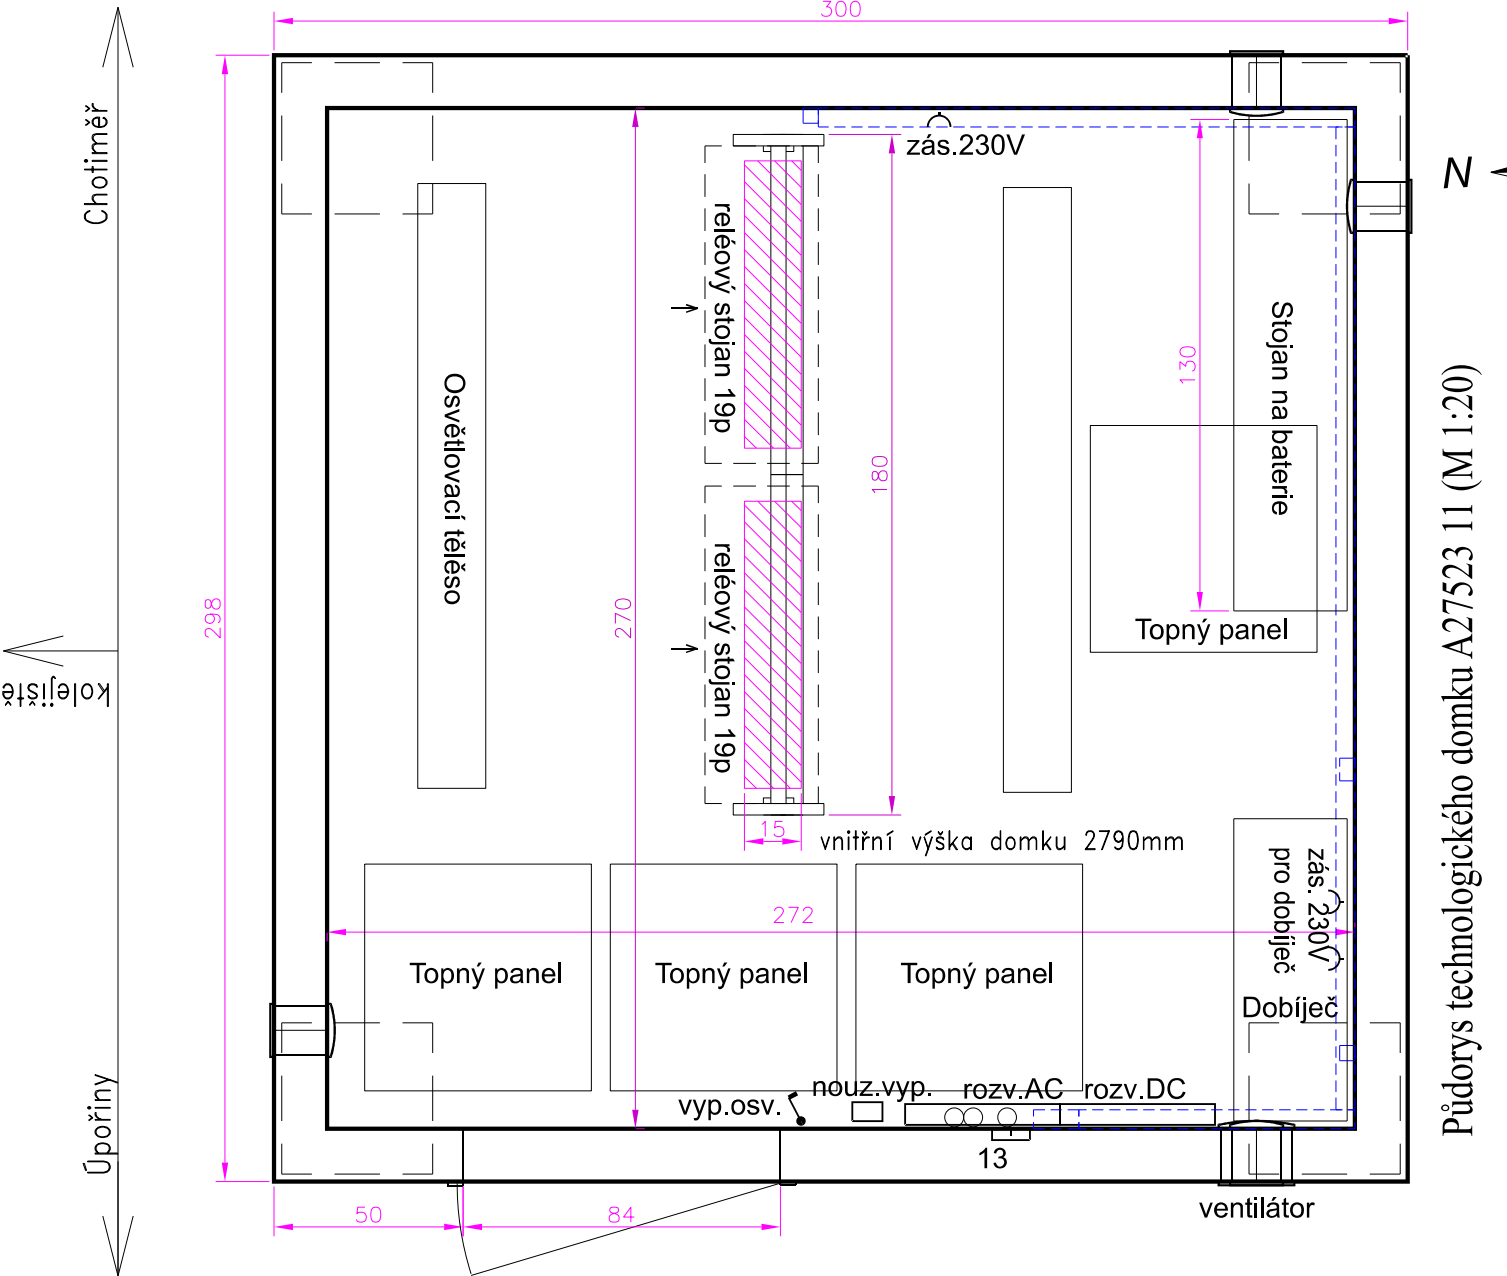 300
Chotiměř
zás.230V
N
reléový stojan 19p
Stojan na baterie
130
Osvětlovací tělěso
180
298
270
reléový stojan 19p
Topný panel
kolejiště
Půdorys technologického domku A27523 11 (M 1:20)
15
vnitřní výška domku 2790mm
zás. 230V
pro dobíječ
272
Topný panel
Topný panel
Topný panel
Dobíječ
Úpořiny
vyp.osv.
nouz.vyp.
rozv.AC
rozv.DC
13
ventilátor
50
84